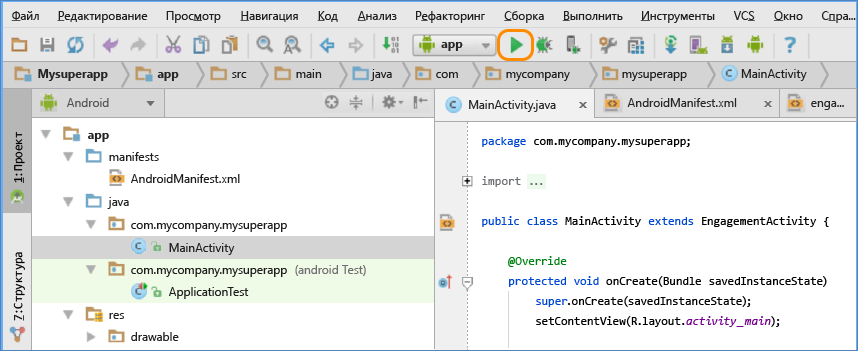 Файл Редактирование Просмотр Навигация Код Анализ Рефакторинг Сборка Выполнить Инструменты VCS Окно Спра...
app
Mysuperapp app src main java com mycompany mysuperapp MainActivity
Android
MainActivity.java AndroidManifest.xml enga...
1: Проект
7: Структура
app
manifests
AndroidManifest.xml
java
com.mycompany.mysuperapp
MainActivity
com.mycompany.mysuperapp (android Test)
ApplicationTest
res
drawable
package com.mycompany.mysuperapp;
import ...
public class MainActivity extends EngagementActivity {
@Override
protected void onCreate(Bundle savedInstanceState)
super.onCreate(savedInstanceState);
setContentView(R.layout.activity_main);